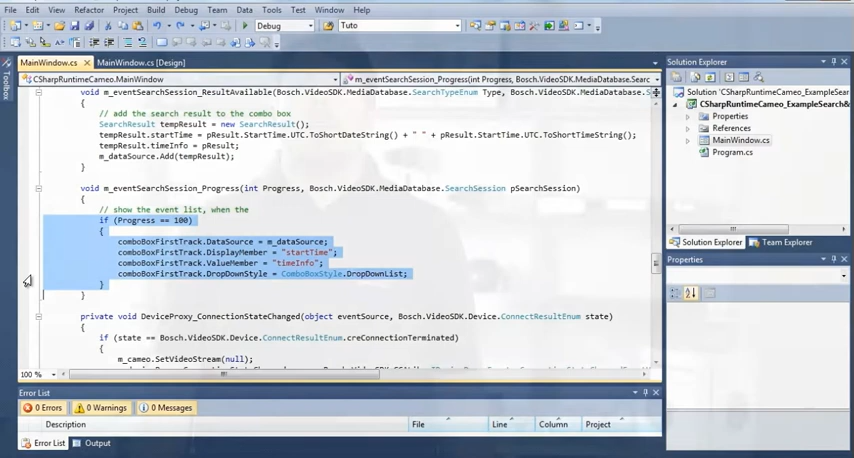 File Edit View Refactor Project Build Debug Team Data Tools Test Window Help
Debug Tuto
Toolbox
MainWindow.cs MainWindow.cs [Design]
CSharpRuntimeCameo.MainWindow m_eventSearchSession_Progress(int Progress, Bosch.VideoSDK.MediaDatabase.SearchSession
void m_eventSearchSession_ResultAvailable(Bosch.VideoSDK.MediaDatabase.SearchTypeEnum Type, Bosch.VideoSDK.MediaDatabase.
{
// add the search result to the combo box
SearchResult tempResult = new SearchResult();
tempResult.startTime = pResult.StartTime.UTC.ToShortDateString() + " " + pResult.StartTime.UTC.ToShortTimeString();
tempResult.timeInfo = pResult;
m_dataSource.Add(tempResult);
}
void m_eventSearchSession_Progress(int Progress, Bosch.VideoSDK.MediaDatabase.SearchSession pSearchSession)
{
// show the event list, when the
if (Progress == 100)
{
comboBoxFirstTrack.DataSource = m_dataSource;
comboBoxFirstTrack.DisplayMember = "startTime";
comboBoxFirstTrack.ValueMember = "timeInfo";
comboBoxFirstTrack.DropDownStyle = ComboBoxStyle.DropDownList;
}
}
private void DeviceProxy_ConnectionStateChanged(object eventSource, Bosch.VideoSDK.Device.ConnectResultEnum state)
{
if (state == Bosch.VideoSDK.Device.ConnectResultEnum.creConnectionTerminated)
{
m_cameo.SetVideoStream(null);
100 %
Error List
0 Errors 0 Warnings 0 Messages
Description File Line Column Project
Error List Output
Solution Explorer
Solution 'CSharpRuntimeCameo_ExampleSearch
CSharpRuntimeCameo_ExampleSearch&
Properties
References
MainWindow.cs
Program.cs
Solution Explorer Team Explorer
Properties